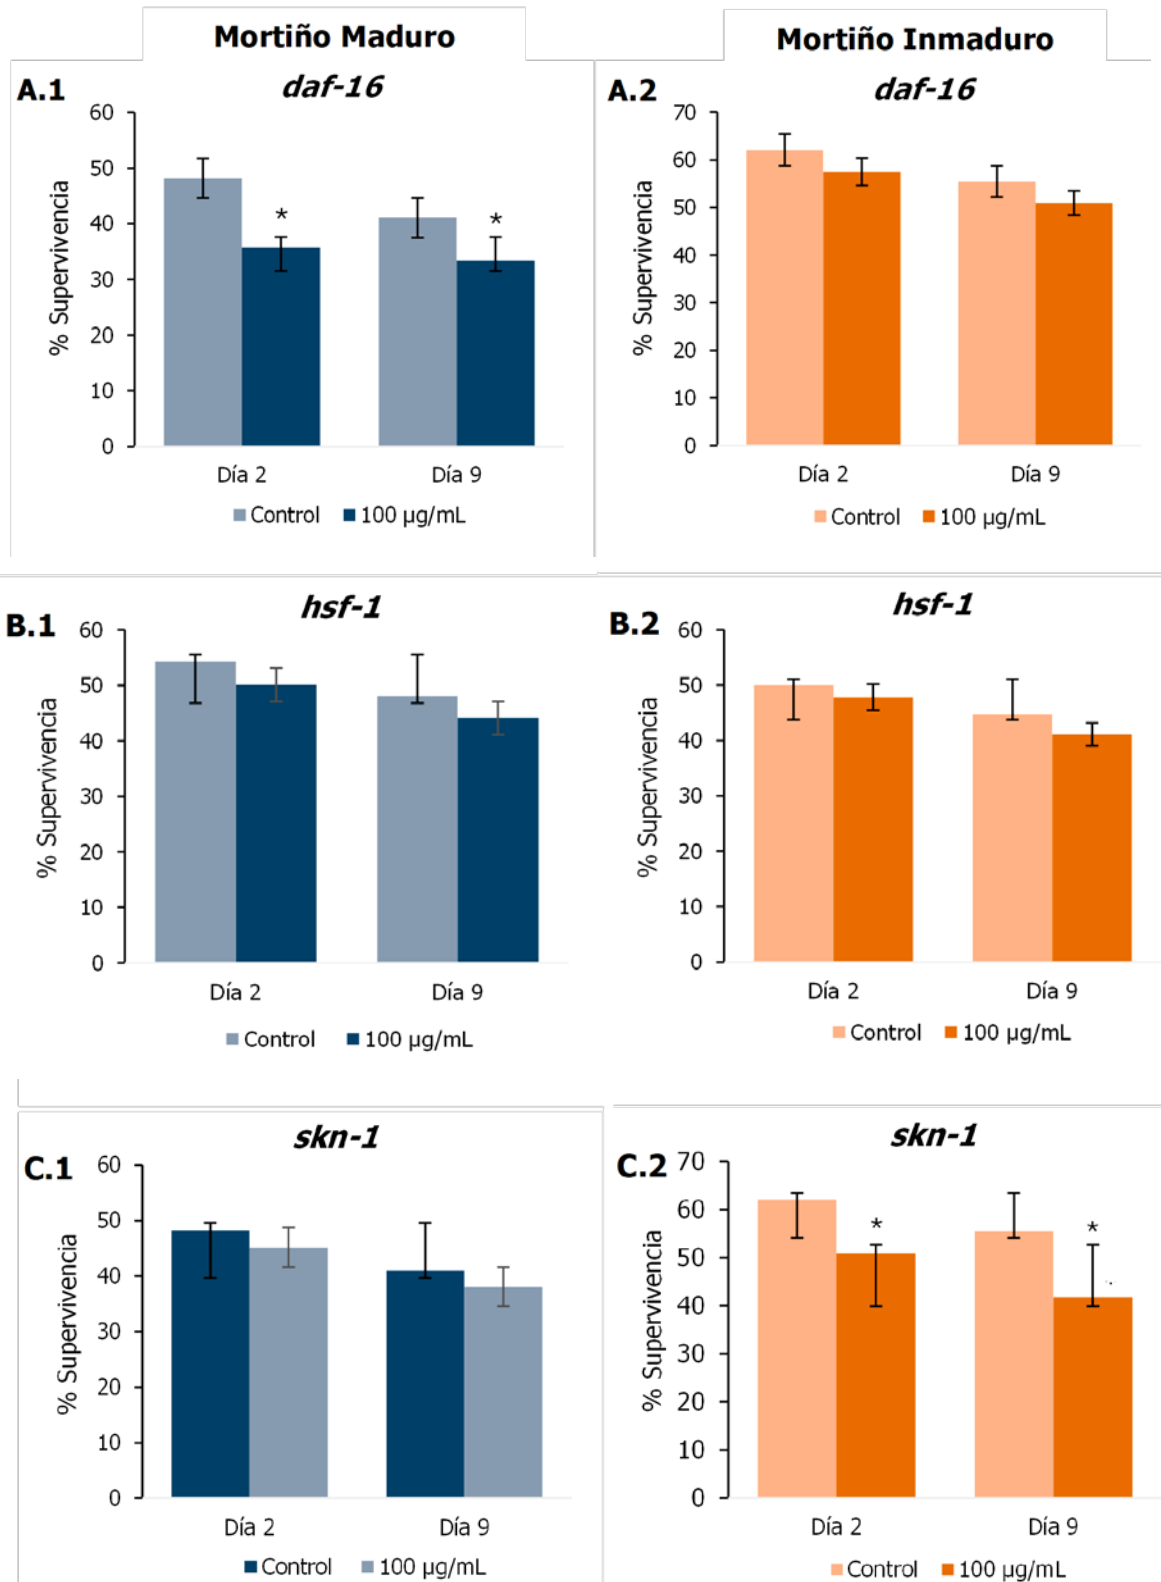 Mortiño Maduro
Mortiño Inmaduro
A.1
daf-16
% Supervivencia
60
50
40
30
20
10
0
*
*
Día 2
Día 9
Control
100 µg/mL
A.2
daf-16
% Supervivencia
70
60
50
40
30
20
10
0
Día 2
Día 9
Control
100 µg/mL
B.1
hsf-1
% Supervivencia
60
50
40
30
20
10
0
Día 2
Día 9
Control
100 µg/mL
B.2
hsf-1
% Supervivencia
60
50
40
30
20
10
0
Día 2
Día 9
Control
100 µg/mL
C.1
skn-1
% Supervivencia
60
50
40
30
20
10
0
Día 2
Día 9
Control
100 µg/mL
C.2
skn-1
% Supervivencia
70
60
50
40
30
20
10
0
*
*
Día 2
Día 9
Control
100 µg/mL